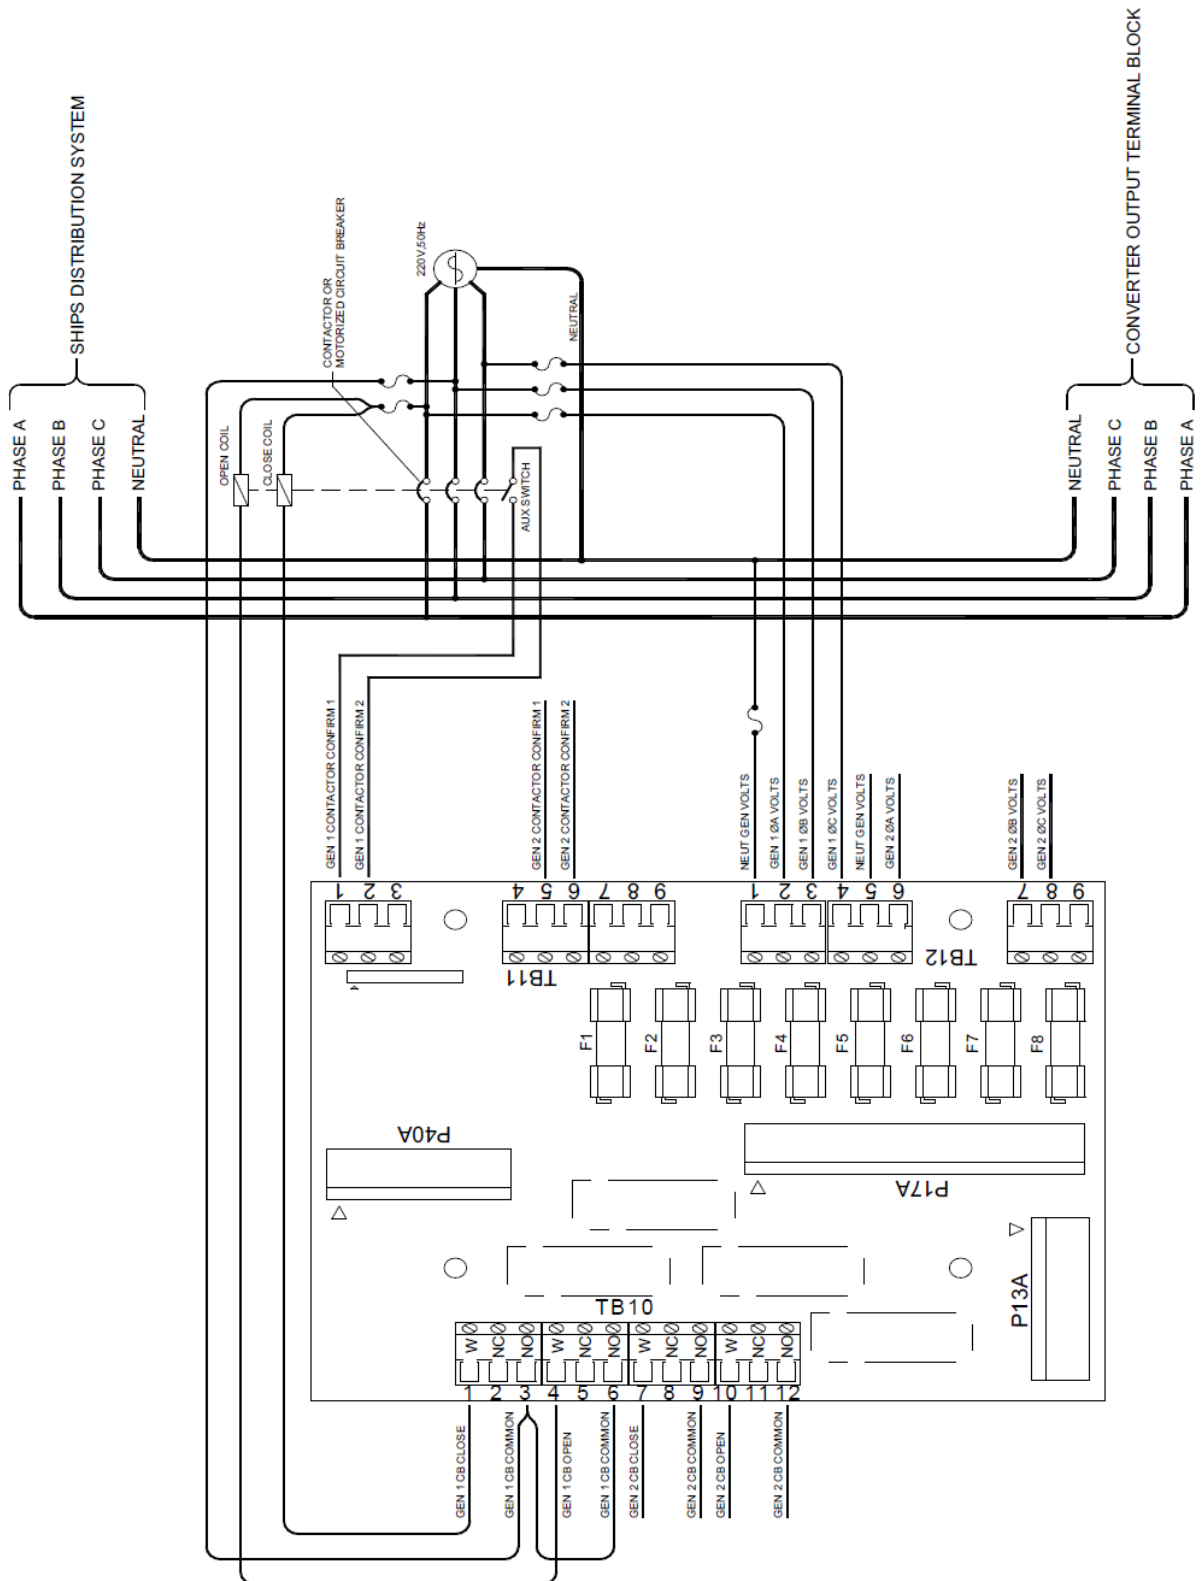 SHIPS DISTRIBUTION SYSTEM
PHASE A
PHASE B
PHASE C
NEUTRAL
OPEN COIL
CLOSE COIL
CONTACTOR OR
MOTORIZED CIRCUIT BREAKER
220V,50Hz
NEUTRAL
AUX SWITCH
CONVERTER OUTPUT TERMINAL BLOCK
NEUTRAL
PHASE C
PHASE B
PHASE A
GEN 1 CONTACTOR CONFIRM 1
GEN 1 CONTACTOR CONFIRM 2
GEN 2 CONTACTOR CONFIRM 1
GEN 2 CONTACTOR CONFIRM 2
NEUT GEN VOLTS
GEN 1 ØA VOLTS
GEN 1 ØB VOLTS
GEN 1 ØC VOLTS
NEUT GEN VOLTS
GEN 2 ØA VOLTS
GEN 2 ØB VOLTS
GEN 2 ØC VOLTS
1 2 3
4 5 6 7 8 9
1 2 3 4 5 6
7 8 9
TB11
TB12
F1
F2
F3
F4
F5
F6
F7
F8
P40A
P17A
P13A
TB10
W NC NO W NC NO W NC NO W NC NO
1 2 3 4 5 6 7 8 9 10 11 12
GEN 1 CB CLOSE
GEN 1 CB COMMON
GEN 1 CB OPEN
GEN 1 CB COMMON
GEN 2 CB CLOSE
GEN 2 CB COMMON
GEN 2 CB OPEN
GEN 2 CB COMMON